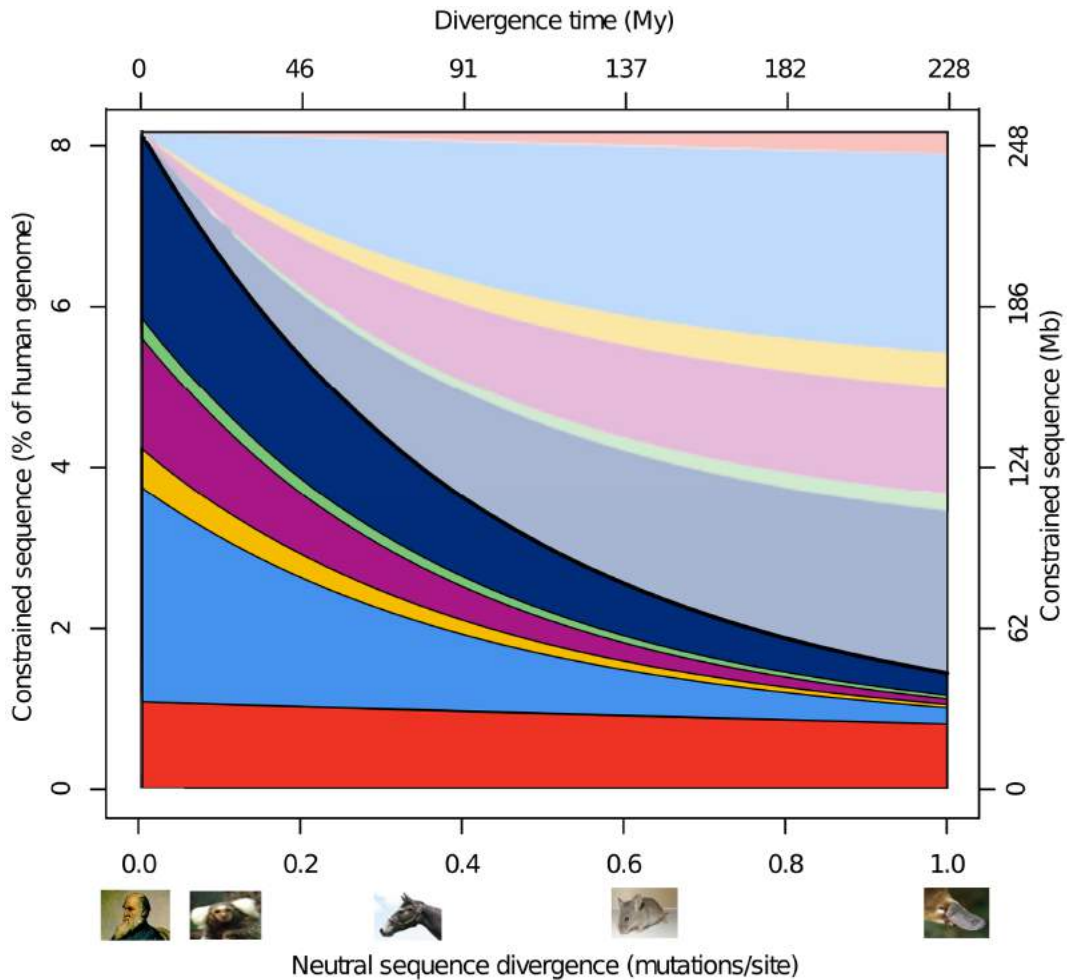 Divergence time (My)
0 46 91 137 182 228
Constrained sequence (% of human genome)
8
6
4
2
0
248
186
124
62
0
Constrained sequence (Mb)
0.0 0.2 0.4 0.6 0.8 1.0
Neutral sequence divergence (mutations/site)